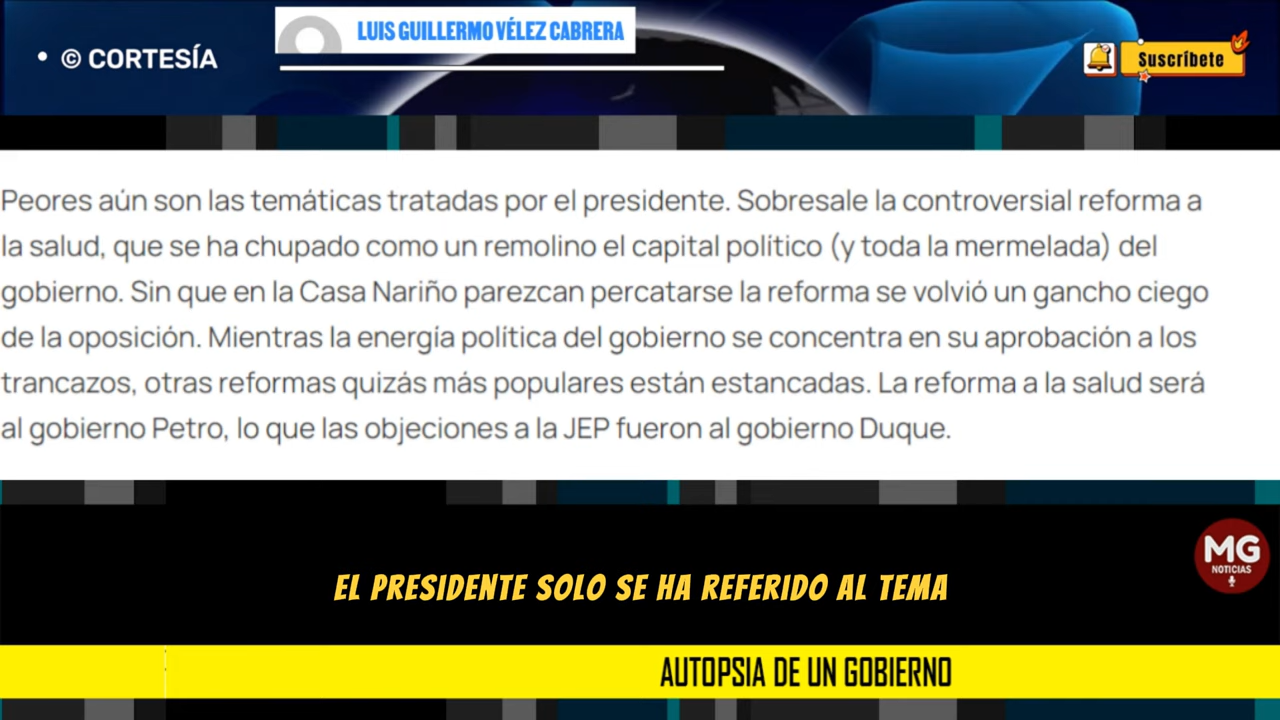 • © CORTESÍA
LUIS GUILLERMO VÉLEZ CABRERA
Suscríbete
Peores aún son las temáticas tratadas por el presidente. Sobresale la controversial reforma a
la salud, que se ha chupado como un remolino el capital político (y toda la mermelada) del
gobierno. Sin que en la Casa Nariño parezcan percatarse la reforma se volvió un gancho ciego
de la oposición. Mientras la energía política del gobierno se concentra en su aprobación a los
trancazos, otras reformas quizás más populares están estancadas. La reforma a la salud será
al gobierno Petro, lo que las objeciones a la JEP fueron al gobierno Duque.
MG
NOTICIAS
EL PRESIDENTE SOLO SE HA REFERIDO AL TEMA
AUTOPSIA DE UN GOBIERNO